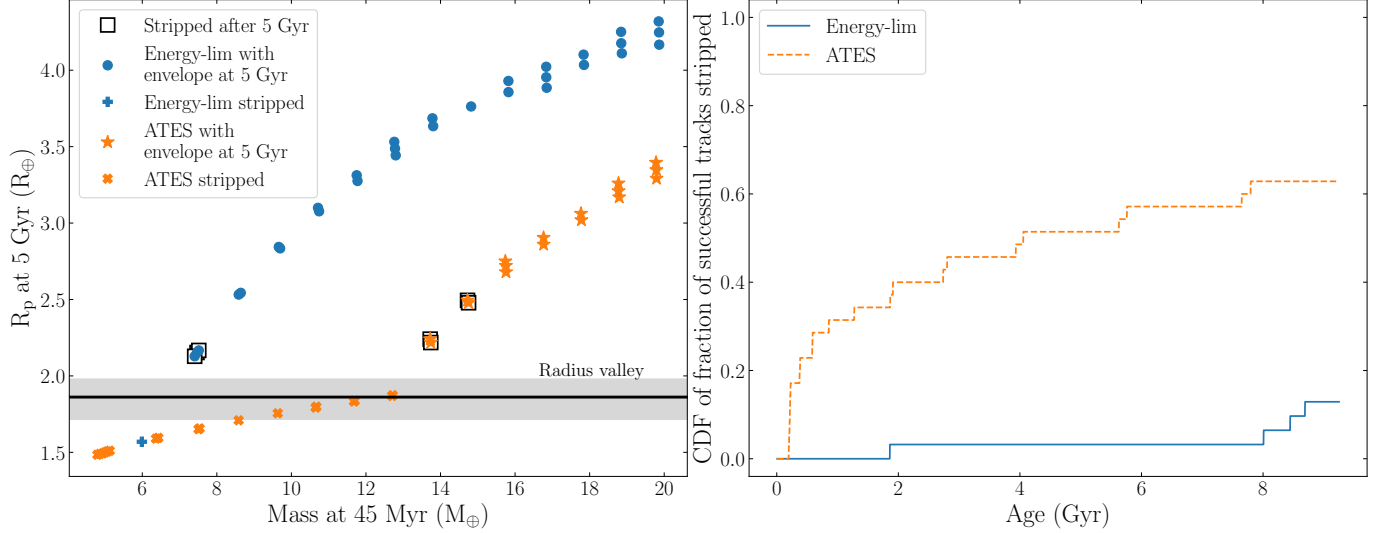 Stripped after 5 Gyr
Energy-lim with
envelope at 5 Gyr
Energy-lim stripped
ATES with
envelope at 5 Gyr
ATES stripped
Radius valley
4.0
3.5
3.0
2.5
2.0
1.5
6 8 10 12 14 16 18 20
Mass at 45 Myr (M⊕)
Rp at 5 Gyr (R⊕)
Energy-lim
ATES
1.0
0.8
0.6
0.4
0.2
0.0
0 2 4 6 8
Age (Gyr)
CDF of fraction of successful tracks stripped